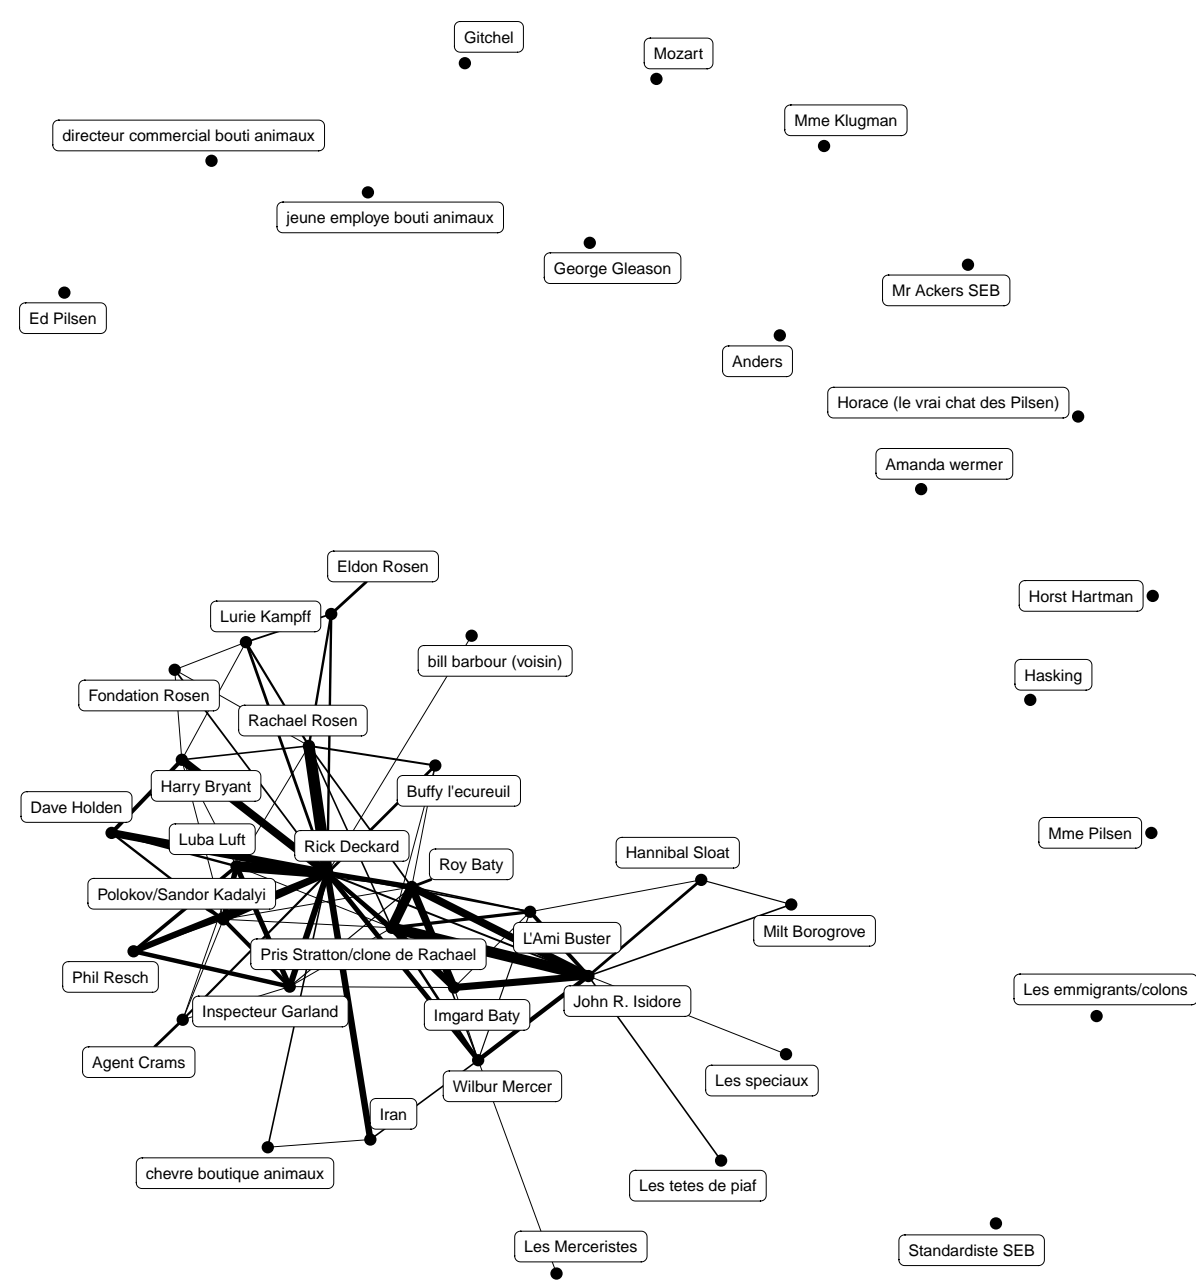 Gitchel
Mozart
Mme Klugman
directeur commercial bouti animaux
jeune employe bouti animaux
George Gleason
Mr Ackers SEB
Ed Pilsen
Anders
Horace (le vrai chat des Pilsen)
Amanda wermer
Eldon Rosen
Horst Hartman
Lurie Kampff
bill barbour (voisin)
Hasking
Fondation Rosen
Rachael Rosen
Harry Bryant
Buffy l'ecureuil
Dave Holden
Mme Pilsen
Luba Luft
Rick Deckard
Hannibal Sloat
Roy Baty
Polokov/Sandor Kadalyi
Milt Borogrove
L'Ami Buster
Pris Stratton/clone de Rachael
Phil Resch
Les emmigrants/colons
John R. Isidore
Inspecteur Garland
Imgard Baty
Agent Crams
Les speciaux
Wilbur Mercer
Iran
chevre boutique animaux
Les tetes de piaf
Les Merceristes
Standardiste SEB